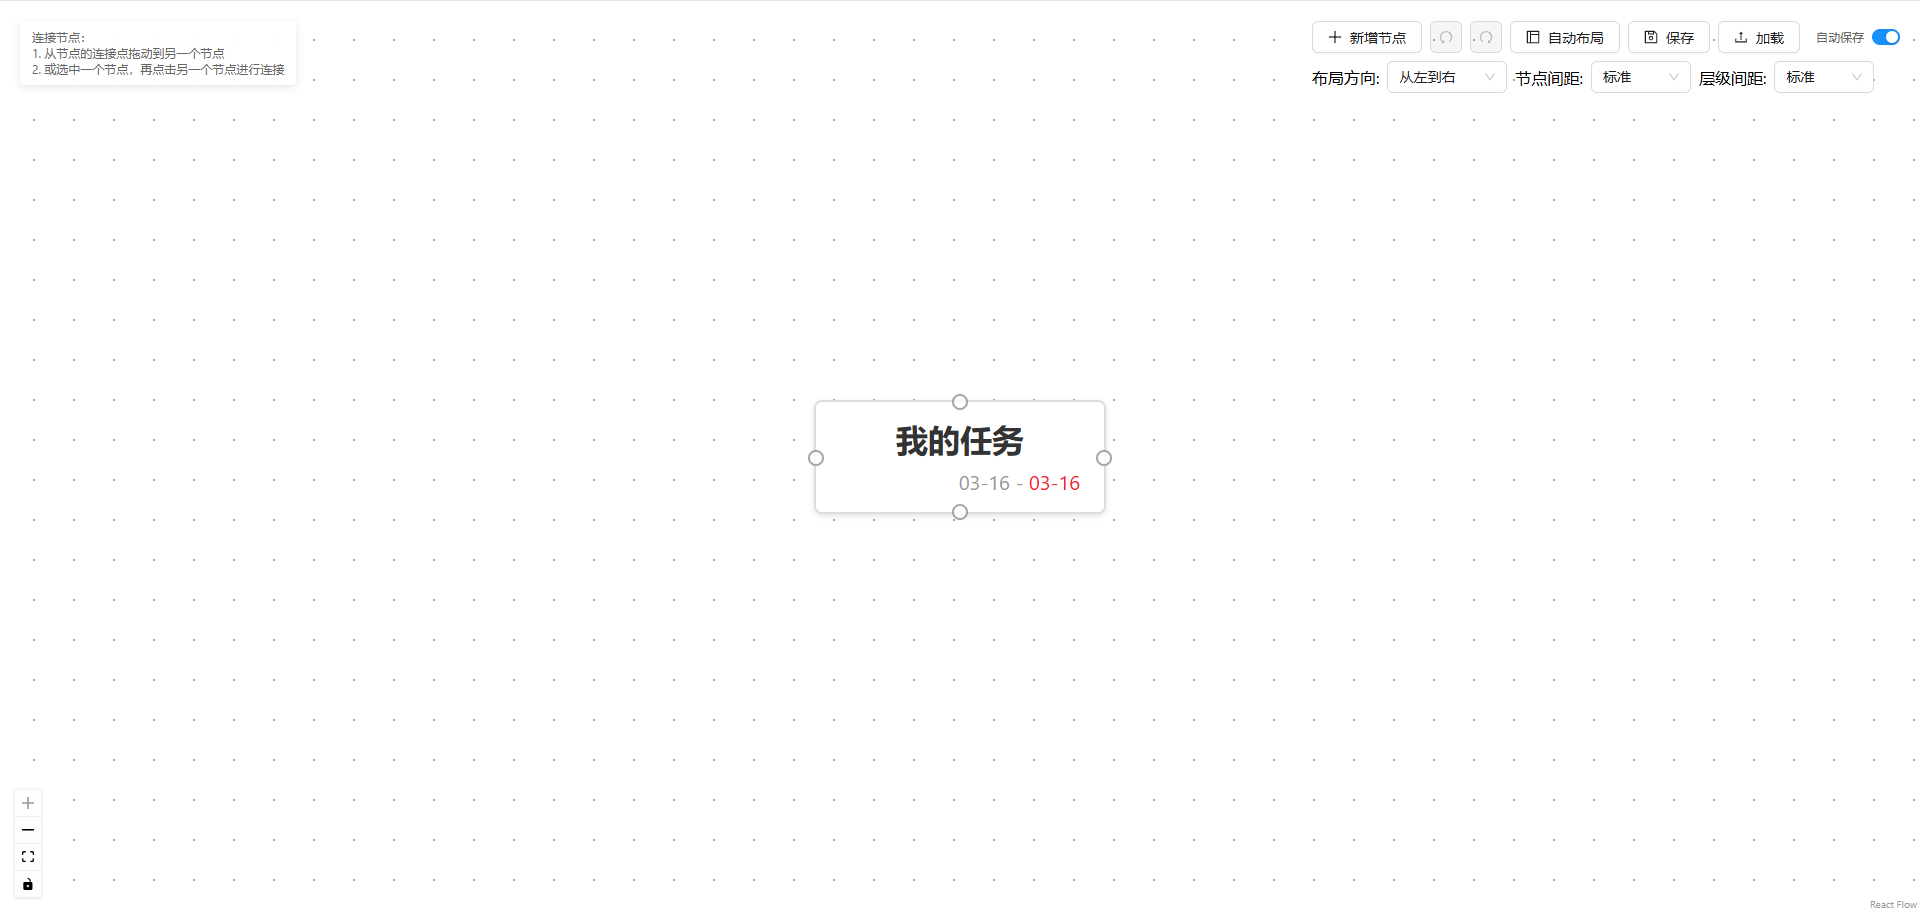 连接节点:
1. 从节点的连接点拖动到另一个节点
2. 或选中一个节点，再点击另一个节点进行连接
新增节点 自动布局 保存 加载 自动保存
布局方向: 从左到右 节点间距: 标准 层级间距: 标准
我的任务
03-16 - 03-16
React Flow